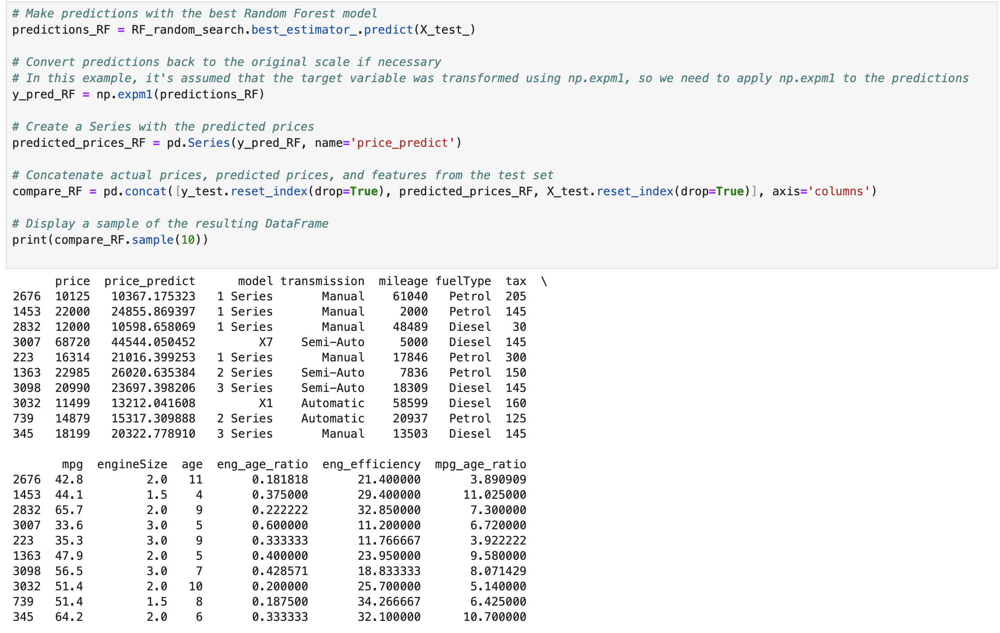 # Make predictions with the best Random Forest model
predictions_RF = RF_random_search.best_estimator_.predict(X_test_)
# Convert predictions back to the original scale if necessary
# In this example, it's assumed that the target variable was transformed using np.expm1, so we need to apply np.expm1 to the predictions
y_pred_RF = np.expm1(predictions_RF)
# Create a Series with the predicted prices
predicted_prices_RF = pd.Series(y_pred_RF, name='price_predict')
# Concatenate actual prices, predicted prices, and features from the test set
compare_RF = pd.concat([y_test.reset_index(drop=True), predicted_prices_RF, X_test.reset_index(drop=True)], axis='columns')
# Display a sample of the resulting DataFrame
print(compare_RF.sample(10))
price price_predict model transmission mileage fuelType tax \
2676 10125 10367.175323 1 Series Manual 61040 Petrol 205
1453 22000 24855.869397 1 Series Manual 2000 Petrol 145
2832 12000 10598.658069 1 Series Manual 48489 Diesel 30
3007 68720 44544.050452 X7 Semi-Auto 5000 Diesel 145
223 16314 21016.399253 1 Series Manual 17846 Petrol 300
1363 22985 26020.635384 2 Series Semi-Auto 7836 Petrol 150
3098 20990 23697.398206 3 Series Semi-Auto 18309 Diesel 145
3032 11499 13212.041608 X1 Automatic 58599 Diesel 160
739 14879 15317.309888 2 Series Automatic 20937 Petrol 125
345 18199 20322.778910 3 Series Manual 13503 Diesel 145
mpg engineSize age eng_age_ratio eng_efficiency mpg_age_ratio
2676 42.8 2.0 11 0.181818 21.400000 3.890909
1453 44.1 1.5 4 0.375000 29.400000 11.025000
2832 65.7 2.0 9 0.222222 32.850000 7.300000
3007 33.6 3.0 5 0.600000 11.200000 6.720000
223 35.3 3.0 9 0.333333 11.766667 3.922222
1363 47.9 2.0 5 0.400000 23.950000 9.580000
3098 56.5 3.0 7 0.428571 18.833333 8.071429
3032 51.4 2.0 10 0.200000 25.700000 5.140000
739 51.4 1.5 8 0.187500 34.266667 6.425000
345 64.2 2.0 6 0.333333 32.100000 10.700000